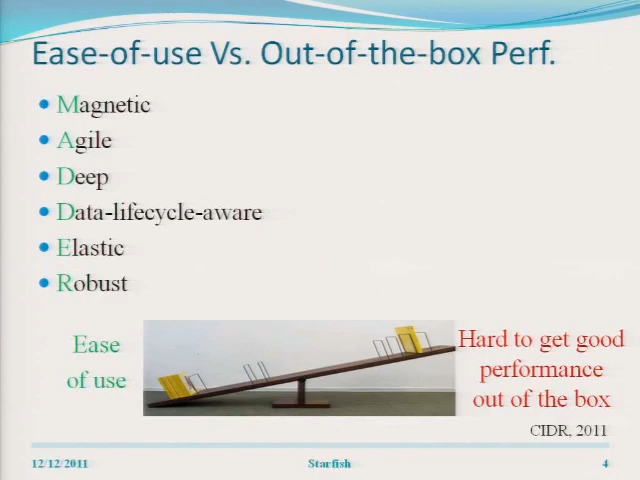 Ease-of-use Vs. Out-of-the-box Perf.
Magnetic
Agile
Deep
Data-lifecycle-aware
Elastic
Robust
Ease
of use
Hard to get good
performance
out of the box
CIDR, 2011
12/12/2011
Starfish
4